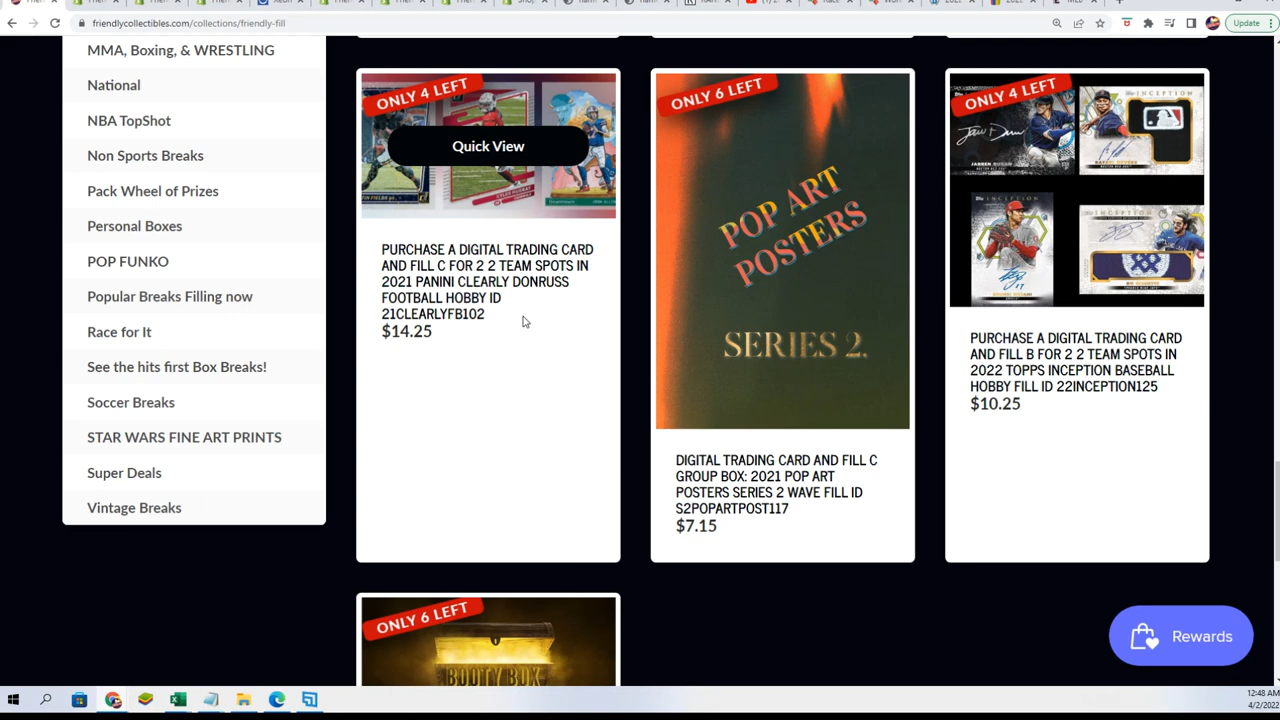 friendlycollectibles.com/collections/friendly-fill
Update
MMA, Boxing, & WRESTLING
National
NBA TopShot
Non Sports Breaks
Pack Wheel of Prizes
Personal Boxes
POP FUNKO
Popular Breaks Filling now
Race for It
See the hits first Box Breaks!
Soccer Breaks
STAR WARS FINE ART PRINTS
Super Deals
Vintage Breaks
ONLY 4 LEFT
Quick View
PURCHASE A DIGITAL TRADING CARD
AND FILL C FOR 2 2 TEAM SPOTS IN
2021 PANINI CLEARLY DONRUSS
FOOTBALL HOBBY ID
21CLEARLYFB102
$14.25
ONLY 6 LEFT
POP ART
POSTERS
SERIES 2.
DIGITAL TRADING CARD AND FILL C
GROUP BOX: 2021 POP ART
POSTERS SERIES 2 WAVE FILL ID
S2POPARTPOST117
$7.15
ONLY 4 LEFT
PURCHASE A DIGITAL TRADING CARD
AND FILL B FOR 2 2 TEAM SPOTS IN
2022 TOPPS INCEPTION BASEBALL
HOBBY FILL ID 22INCEPTION125
$10.25
ONLY 6 LEFT
BOOTY BOX
Rewards
12:48 AM
4/2/2022